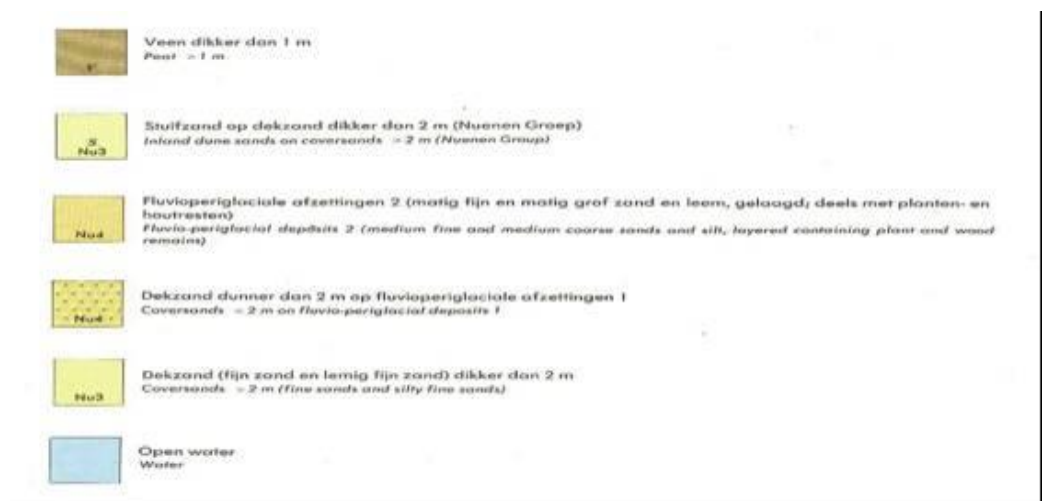 V
Veen dikker dan 1 m
Peat > 1 m
S
Nu3
Stuifzand op dekzand dikker dan 2 m (Nuenen Groep)
Inland dune sands on coversands > 2 m (Nuenen Group)
Nu4
Fluvioperiglaciale afzettingen 2 (matig fijn en matig grof zand en leem, gelaagd; deels met planten- en
houtresten)
Fluvio-periglacial deposits 2 (medium fine and medium coarse sands and silt, layered containing plant and wood
remains)
Nu4
Dekzand dunner dan 2 m op fluvioperiglaciale afzettingen 1
Coversands < 2 m on fluvio-periglacial deposits 1
Nu3
Dekzand (fijn zand en lemig fijn zand) dikker dan 2 m
Coversands > 2 m (fine sands and silty fine sands)
Open water
Water